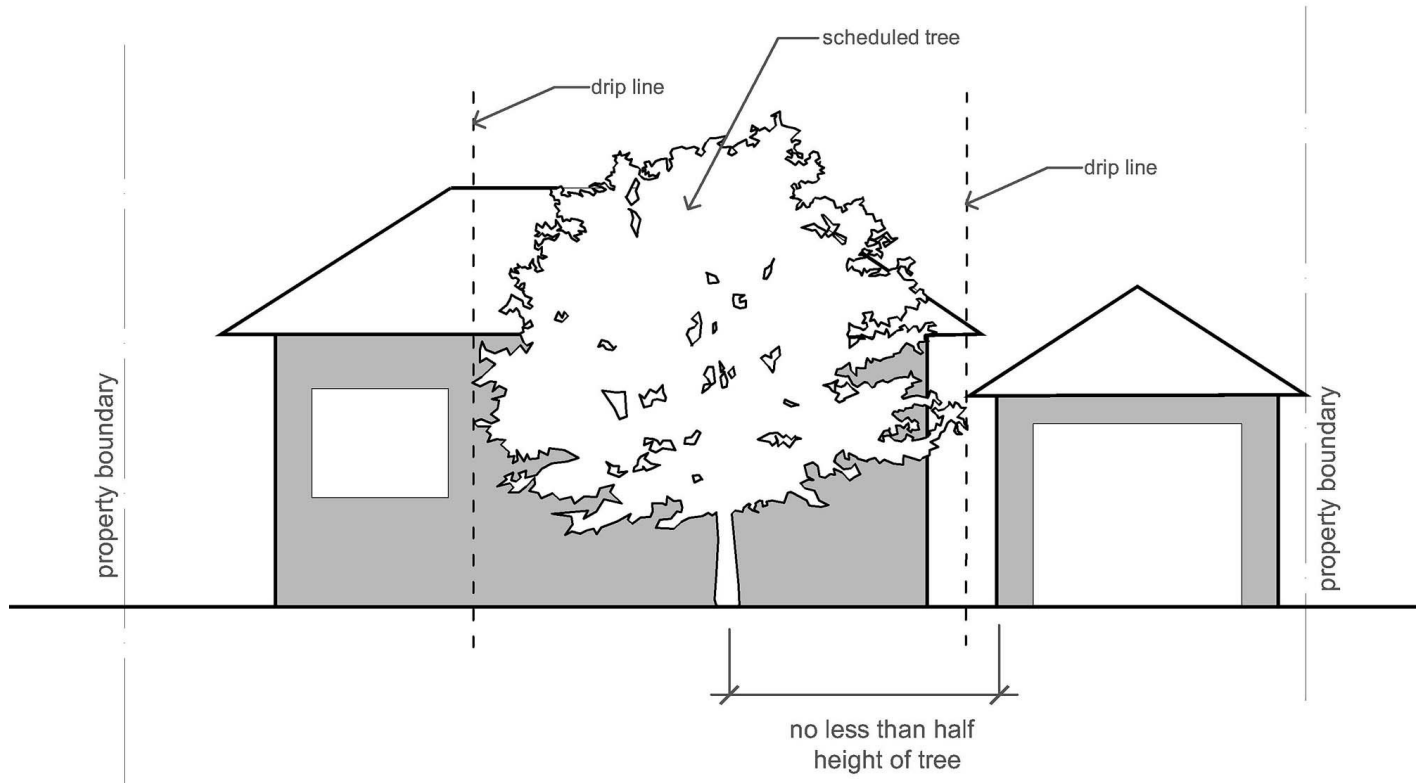 scheduled tree
drip line
drip line
property boundary
property boundary
no less than half
height of tree